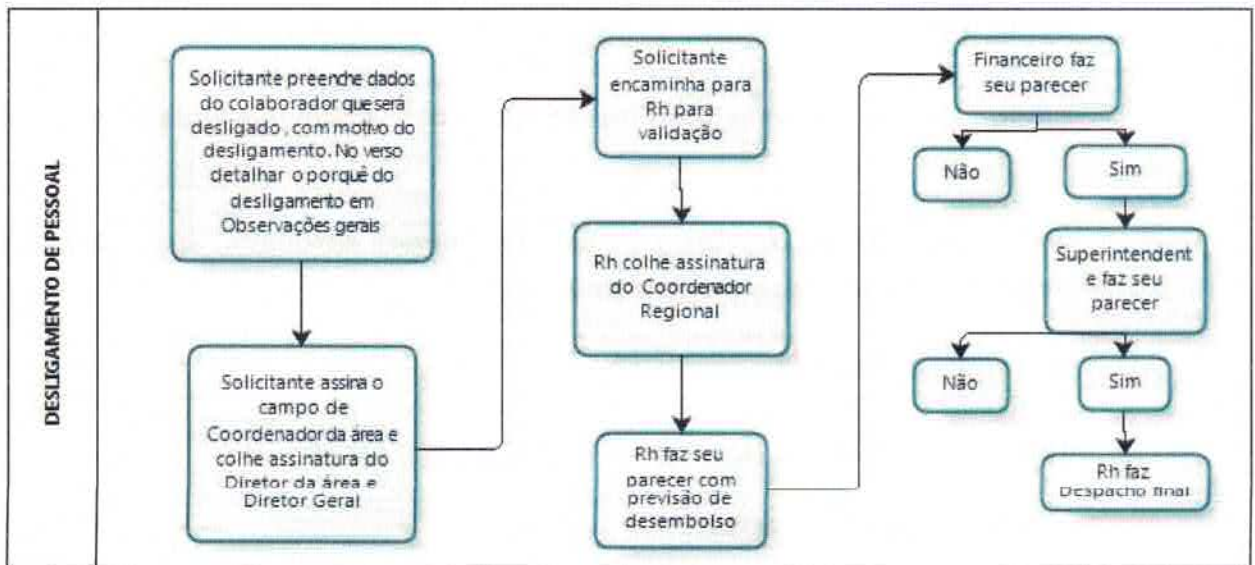 DESLIGAMENTO DE PESSOAL
Solicitante preenche dados
do colaborador que será
desligado , com motivo do
desligamento. No verso
detalhar o porquê do
desligamento em
Observações gerais
Solicitante assina o
campo de
Coordenador da área e
colhe assinatura do
Diretor da área e
Diretor Geral
Solicitante
encaminha para
Rh para
validação
Rh colhe assinatura
do Coordenador
Regional
Rh faz seu
parecer com
previsão de
desembolso
Financeiro faz
seu parecer
Não
Sim
Superintendent
e faz seu
parecer
Não
Sim
Rh faz
Despacho final